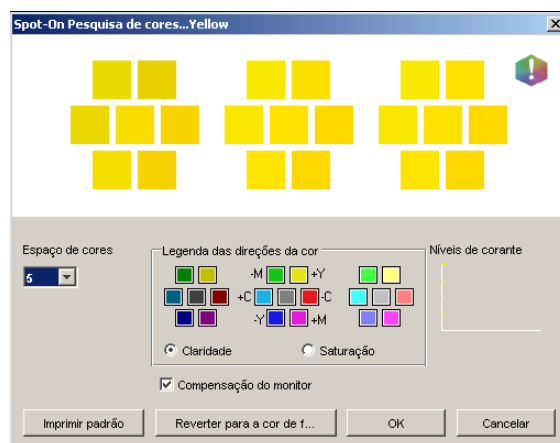 Spot-On Pesquisa de cores...Yellow
Espaço de cores
5
Legenda das direções da cor
-M +Y
+C -C
-Y +M
Claridade
Saturação
Níveis de corante
Compensação do monitor
Imprimir padrão
Reverter para a cor de f...
OK
Cancelar